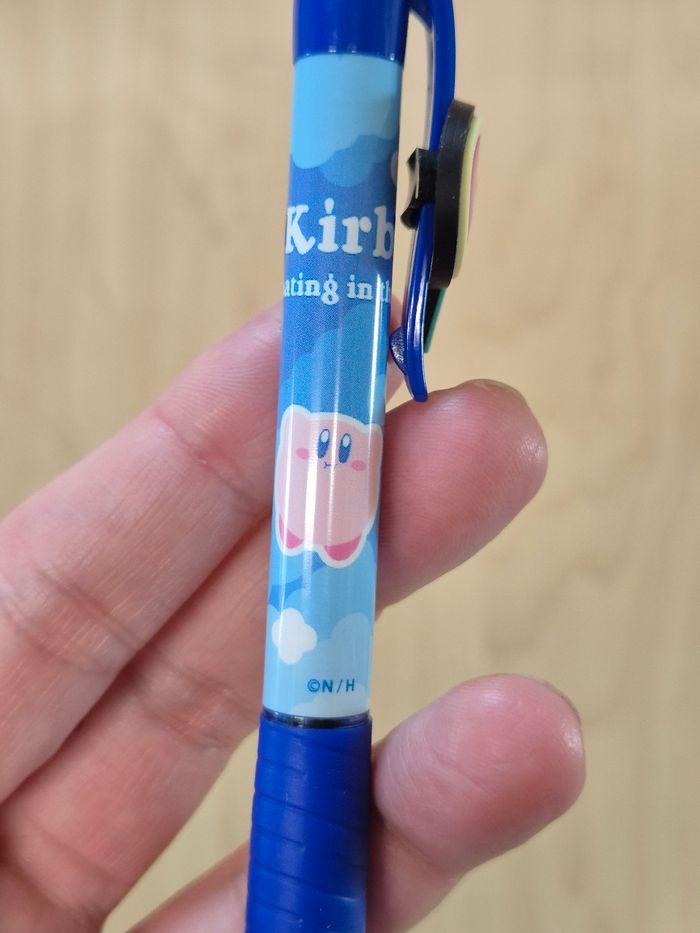 Kirb
ating in th
©N/H